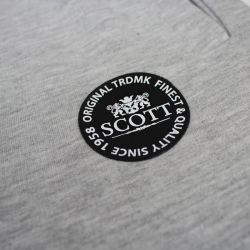 ORIGINAL TRDMK FINEST & QUALITY SINCE 1958
SCOTT